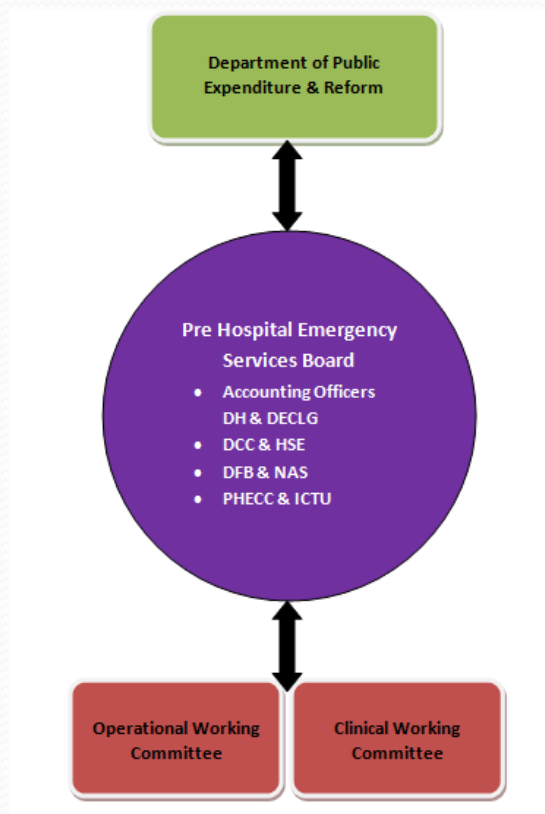 Department of Public
Expenditure & Reform
Pre Hospital Emergency
Services Board
• Accounting Officers
DH & DECLG
• DCC & HSE
• DFB & NAS
• PHECC & ICTU
Operational Working
Committee
Clinical Working
Committee